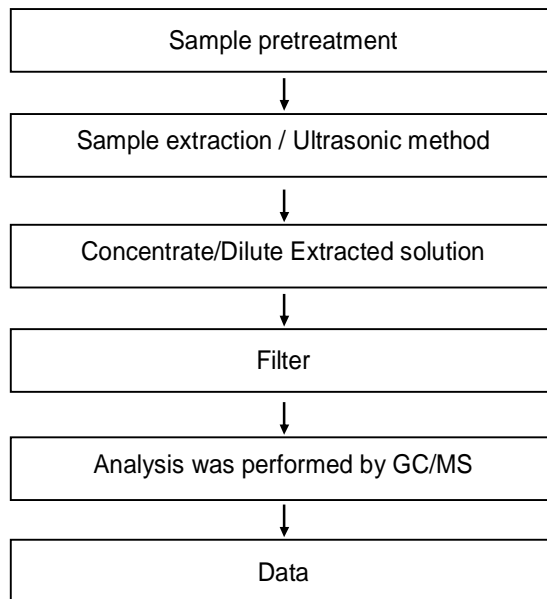 Sample pretreatment
Sample extraction / Ultrasonic method
Concentrate/Dilute Extracted solution
Filter
Analysis was performed by GC/MS
Data